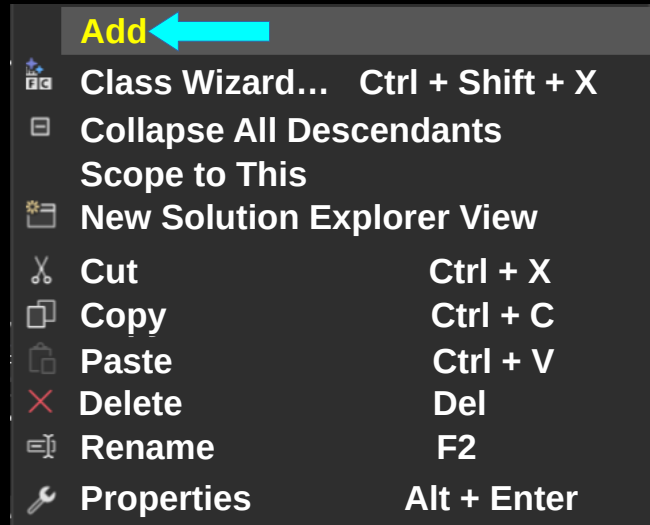 Add
Class Wizard... Ctrl + Shift + X
Collapse All Descendants
Scope to This
New Solution Explorer View
Cut Ctrl + X
Copy Ctrl + C
Paste Ctrl + V
Delete Del
Rename F2
Properties Alt + Enter